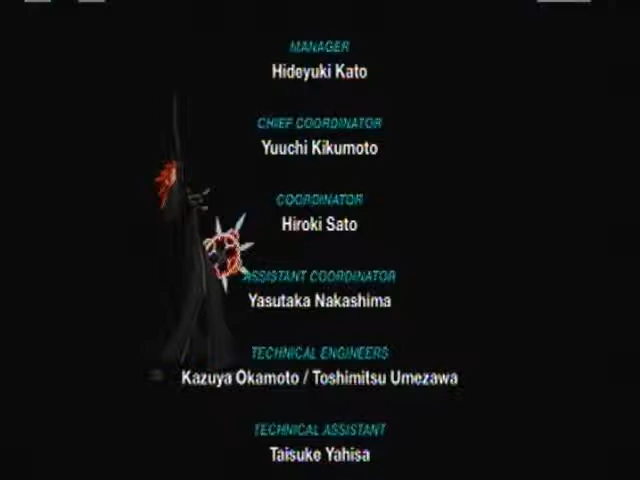 MANAGER
Hideyuki Kato
CHIEF COORDINATOR
Yuuchi Kikumoto
COORDINATOR
Hiroki Sato
ASSISTANT COORDINATOR
Yasutaka Nakashima
TECHNICAL ENGINEERS
Kazuya Okamoto / Toshimitsu Umezawa
TECHNICAL ASSISTANT
Taisuke Yahisa